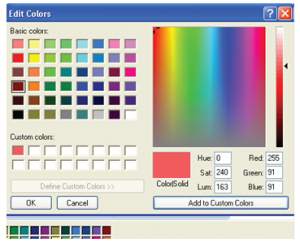 Edit Colors
Basic colors:
Custom colors:
Define Custom Colors >>
OK Cancel
Color|Solid
Hue: 0 Red: 255
Sat: 240 Green: 91
Lum: 163 Blue: 91
Add to Custom Colors